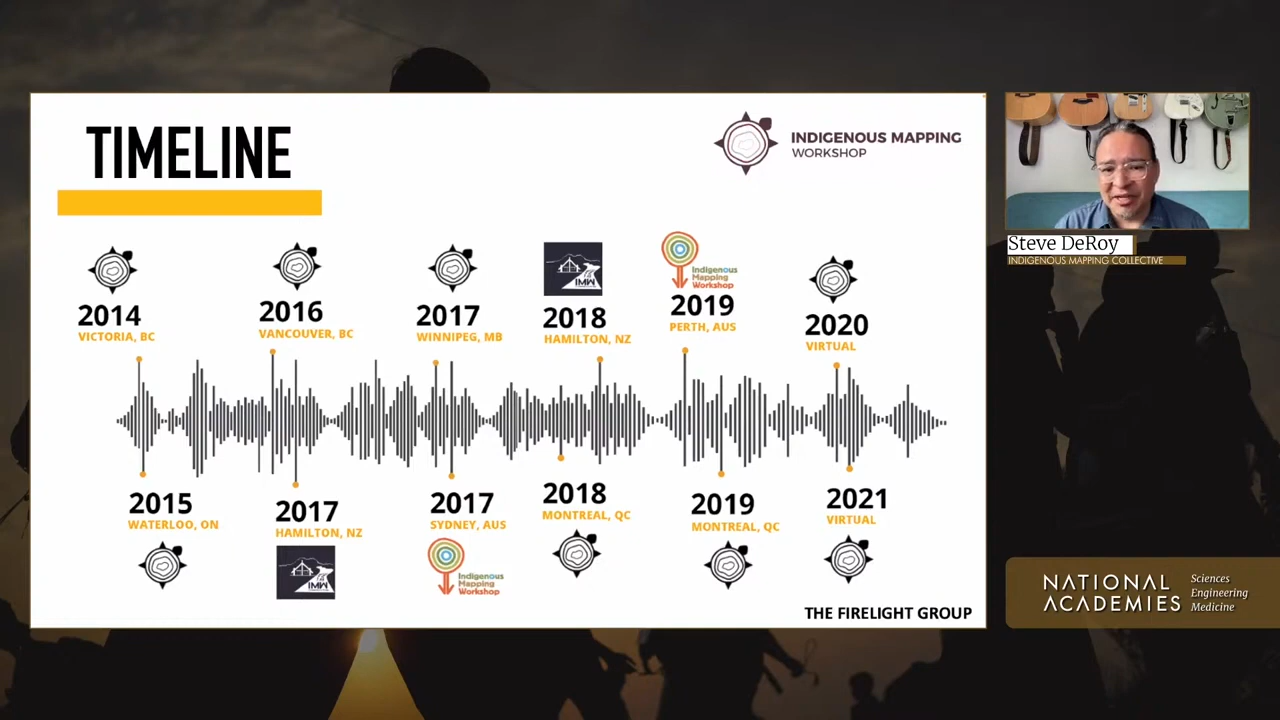 TIMELINE
INDIGENOUS MAPPING
WORKSHOP
2014
VICTORIA, BC
2016
VANCOUVER, BC
2017
WINNIPEG, MB
IMW
2018
HAMILTON, NZ
Indigenous
Mapping
Workshop
2019
PERTH, AUS
2020
VIRTUAL
2015
WATERLOO, ON
2017
HAMILTON, NZ
IMW
2017
SYDNEY, AUS
Indigenous
Mapping
Workshop
2018
MONTREAL, QC
2019
MONTREAL, QC
2021
VIRTUAL
THE FIRELIGHT GROUP
Steve DeRoy
INDIGENOUS MAPPING COLLECTIVE
NATIONAL
ACADEMIES
Sciences
Engineering
Medicine